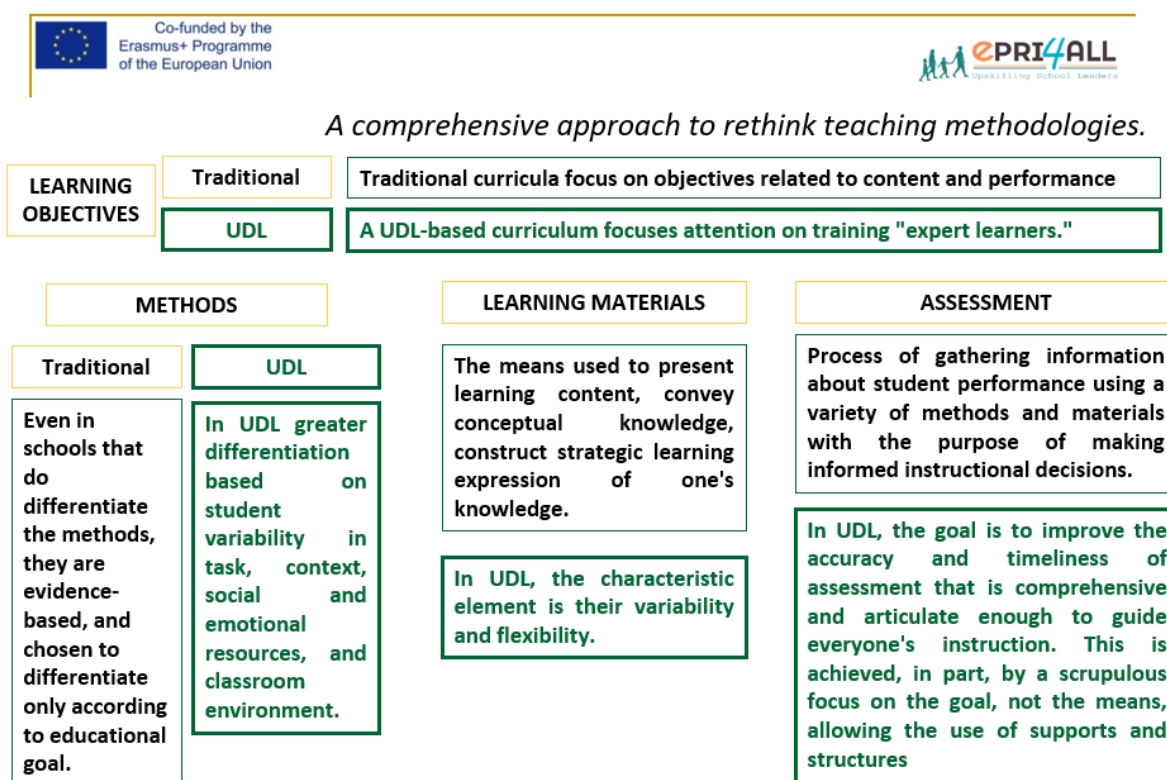 Co-funded by the
Erasmus+ Programme
of the European Union
ePRI4ALL
Upskilling School Leaders
A comprehensive approach to rethink teaching methodologies.
LEARNING
OBJECTIVES
Traditional
Traditional curricula focus on objectives related to content and performance
UDL
A UDL-based curriculum focuses attention on training "expert learners."
METHODS
Traditional
Even in
schools that
do
differentiate
the methods,
they are
evidence-
based, and
chosen to
differentiate
only according
to educational
goal.
UDL
In UDL greater
differentiation
based on
student
variability in
task, context,
social and
emotional
resources, and
classroom
environment.
LEARNING MATERIALS
The means used to present
learning content, convey
conceptual knowledge,
construct strategic learning
expression of one's
knowledge.
In UDL, the characteristic
element is their variability
and flexibility.
ASSESSMENT
Process of gathering information
about student performance using a
variety of methods and materials
with the purpose of making
informed instructional decisions.
In UDL, the goal is to improve the
accuracy and timeliness of
assessment that is comprehensive
and articulate enough to guide
everyone's instruction. This is
achieved, in part, by a scrupulous
focus on the goal, not the means,
allowing the use of supports and
structures